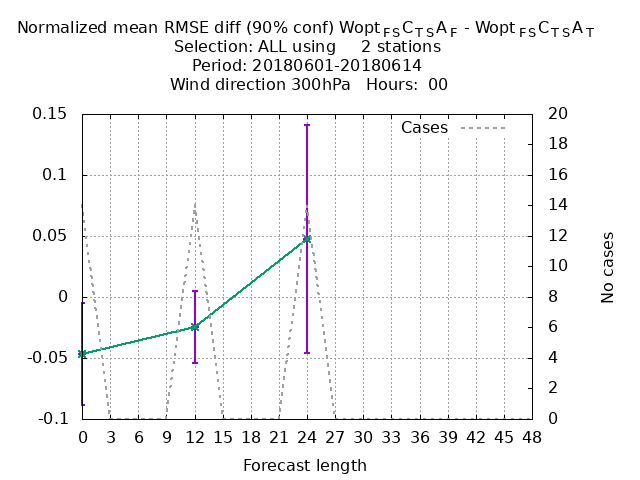 Normalized mean RMSE diff (90% conf) Wopt FS C TS A F - Wopt FS C TS A T
Selection: ALL using 2 stations
Period: 20180601-20180614
Wind direction 300hPa Hours: 00
Cases
0.15
0.1
0.05
0
-0.05
-0.1
20
18
16
14
12
10
8
6
4
2
0
No cases
0 3 6 9 12 15 18 21 24 27 30 33 36 39 42 45 48
Forecast length